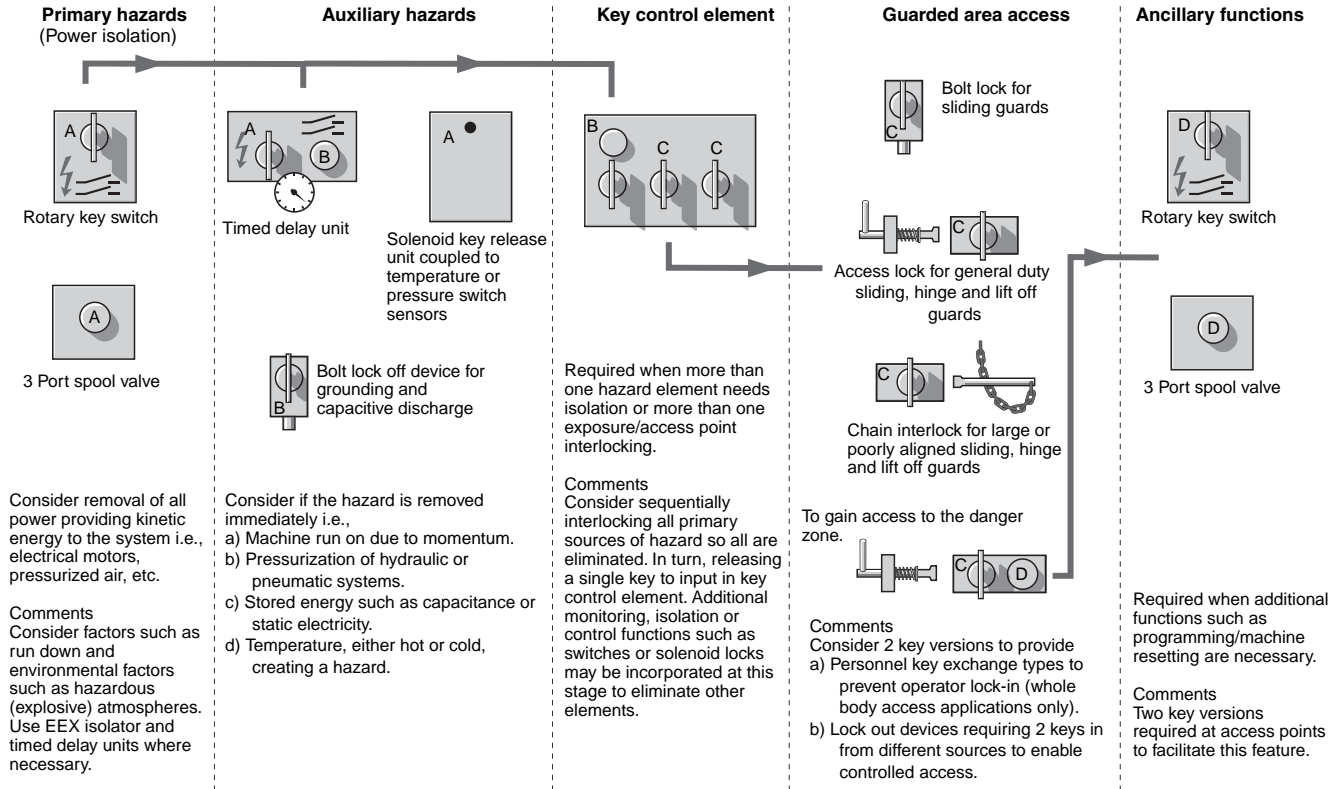 Primary hazards
(Power isolation)
A
Rotary key switch
A
3 Port spool valve
Consider removal of all
power providing kinetic
energy to the system i.e.,
electrical motors,
pressurized air, etc.
Comments
Consider factors such as
run down and
environmental factors
such as hazardous
(explosive) atmospheres.
Use EEX isolator and
timed delay units where
necessary.
Auxiliary hazards
A
B
Timed delay unit
A
Solenoid key release
unit coupled to
temperature or
pressure switch
sensors
B
Bolt lock off device for
grounding and
capacitive discharge
Consider if the hazard is removed
immediately i.e.,
a) Machine run on due to momentum.
b) Pressurization of hydraulic or
pneumatic systems.
c) Stored energy such as capacitance or
static electricity.
d) Temperature, either hot or cold,
creating a hazard.
Key control element
B
C C
Required when more than
one hazard element needs
isolation or more than one
exposure/access point
interlocking.
Comments
Consider sequentially
interlocking all primary
sources of hazard so all are
eliminated. In turn, releasing
a single key to input in key
control element. Additional
monitoring, isolation or
control functions such as
switches or solenoid locks
may be incorporated at this
stage to eliminate other
elements.
Guarded area access
C
Bolt lock for
sliding guards
C
Access lock for general duty
sliding, hinge and lift off
guards
C
Chain interlock for large or
poorly aligned sliding, hinge
and lift off guards
To gain access to the danger
zone.
C D
Comments
Consider 2 key versions to provide
a) Personnel key exchange types to
prevent operator lock-in (whole
body access applications only).
b) Lock out devices requiring 2 keys in
from different sources to enable
controlled access.
Ancillary functions
D
Rotary key switch
D
3 Port spool valve
Required when additional
functions such as
programming/machine
resetting are necessary.
Comments
Two key versions
required at access points
to facilitate this feature.